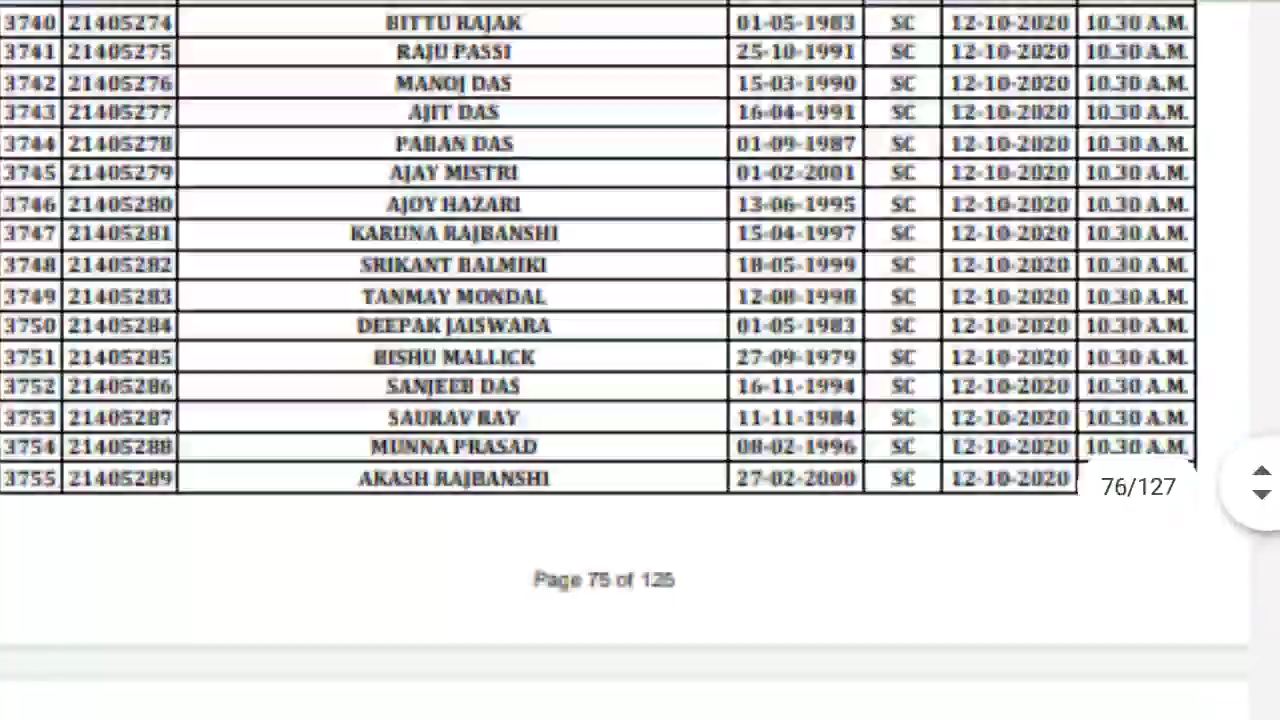 3740 21405274 BITTU RAJAK 01-05-1983 SC 12-10-2020 10.30 A.M.
3741 21405275 RAJU PASSI 25-10-1991 SC 12-10-2020 10.30 A.M.
3742 21405276 MANOJ DAS 15-03-1990 SC 12-10-2020 10.30 A.M.
3743 21405277 AJIT DAS 16-04-1991 SC 12-10-2020 10.30 A.M.
3744 21405278 PABAN DAS 01-09-1987 SC 12-10-2020 10.30 A.M.
3745 21405279 AJAY MISTRI 01-02-2001 SC 12-10-2020 10.30 A.M.
3746 21405280 AJOY HAZARI 13-06-1995 SC 12-10-2020 10.30 A.M.
3747 21405281 KARUNA RAJBANSHI 15-04-1997 SC 12-10-2020 10.30 A.M.
3748 21405282 SRIKANT BALMIKI 18-05-1999 SC 12-10-2020 10.30 A.M.
3749 21405283 TANMAY MONDAL 12-08-1998 SC 12-10-2020 10.30 A.M.
3750 21405284 DEEPAK JAISWARA 01-05-1983 SC 12-10-2020 10.30 A.M.
3751 21405285 BISHU MALLICK 27-09-1979 SC 12-10-2020 10.30 A.M.
3752 21405286 SANJEEB DAS 16-11-1994 SC 12-10-2020 10.30 A.M.
3753 21405287 SAURAV RAY 11-11-1984 SC 12-10-2020 10.30 A.M.
3754 21405288 MUNNA PRASAD 08-02-1996 SC 12-10-2020 10.30 A.M.
3755 21405289 AKASH RAJBANSHI 27-02-2000 SC 12-10-2020
76/127
Page 75 of 125